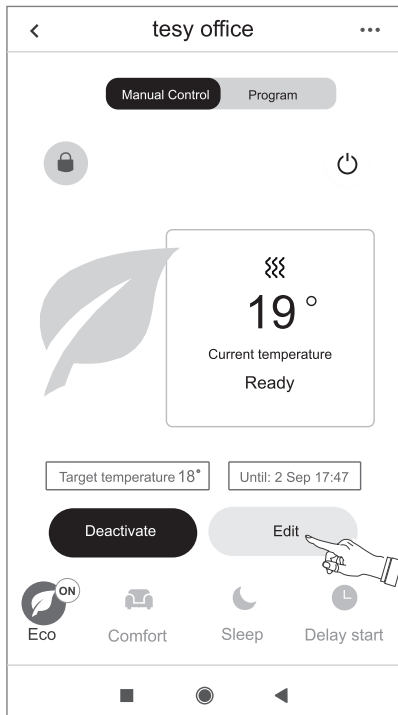 tesy office
Manual Control Program
19°
Current temperature
Ready
Target temperature 18° Until: 2 Sep 17:47
Deactivate Edit
ON
Eco Comfort Sleep Delay start